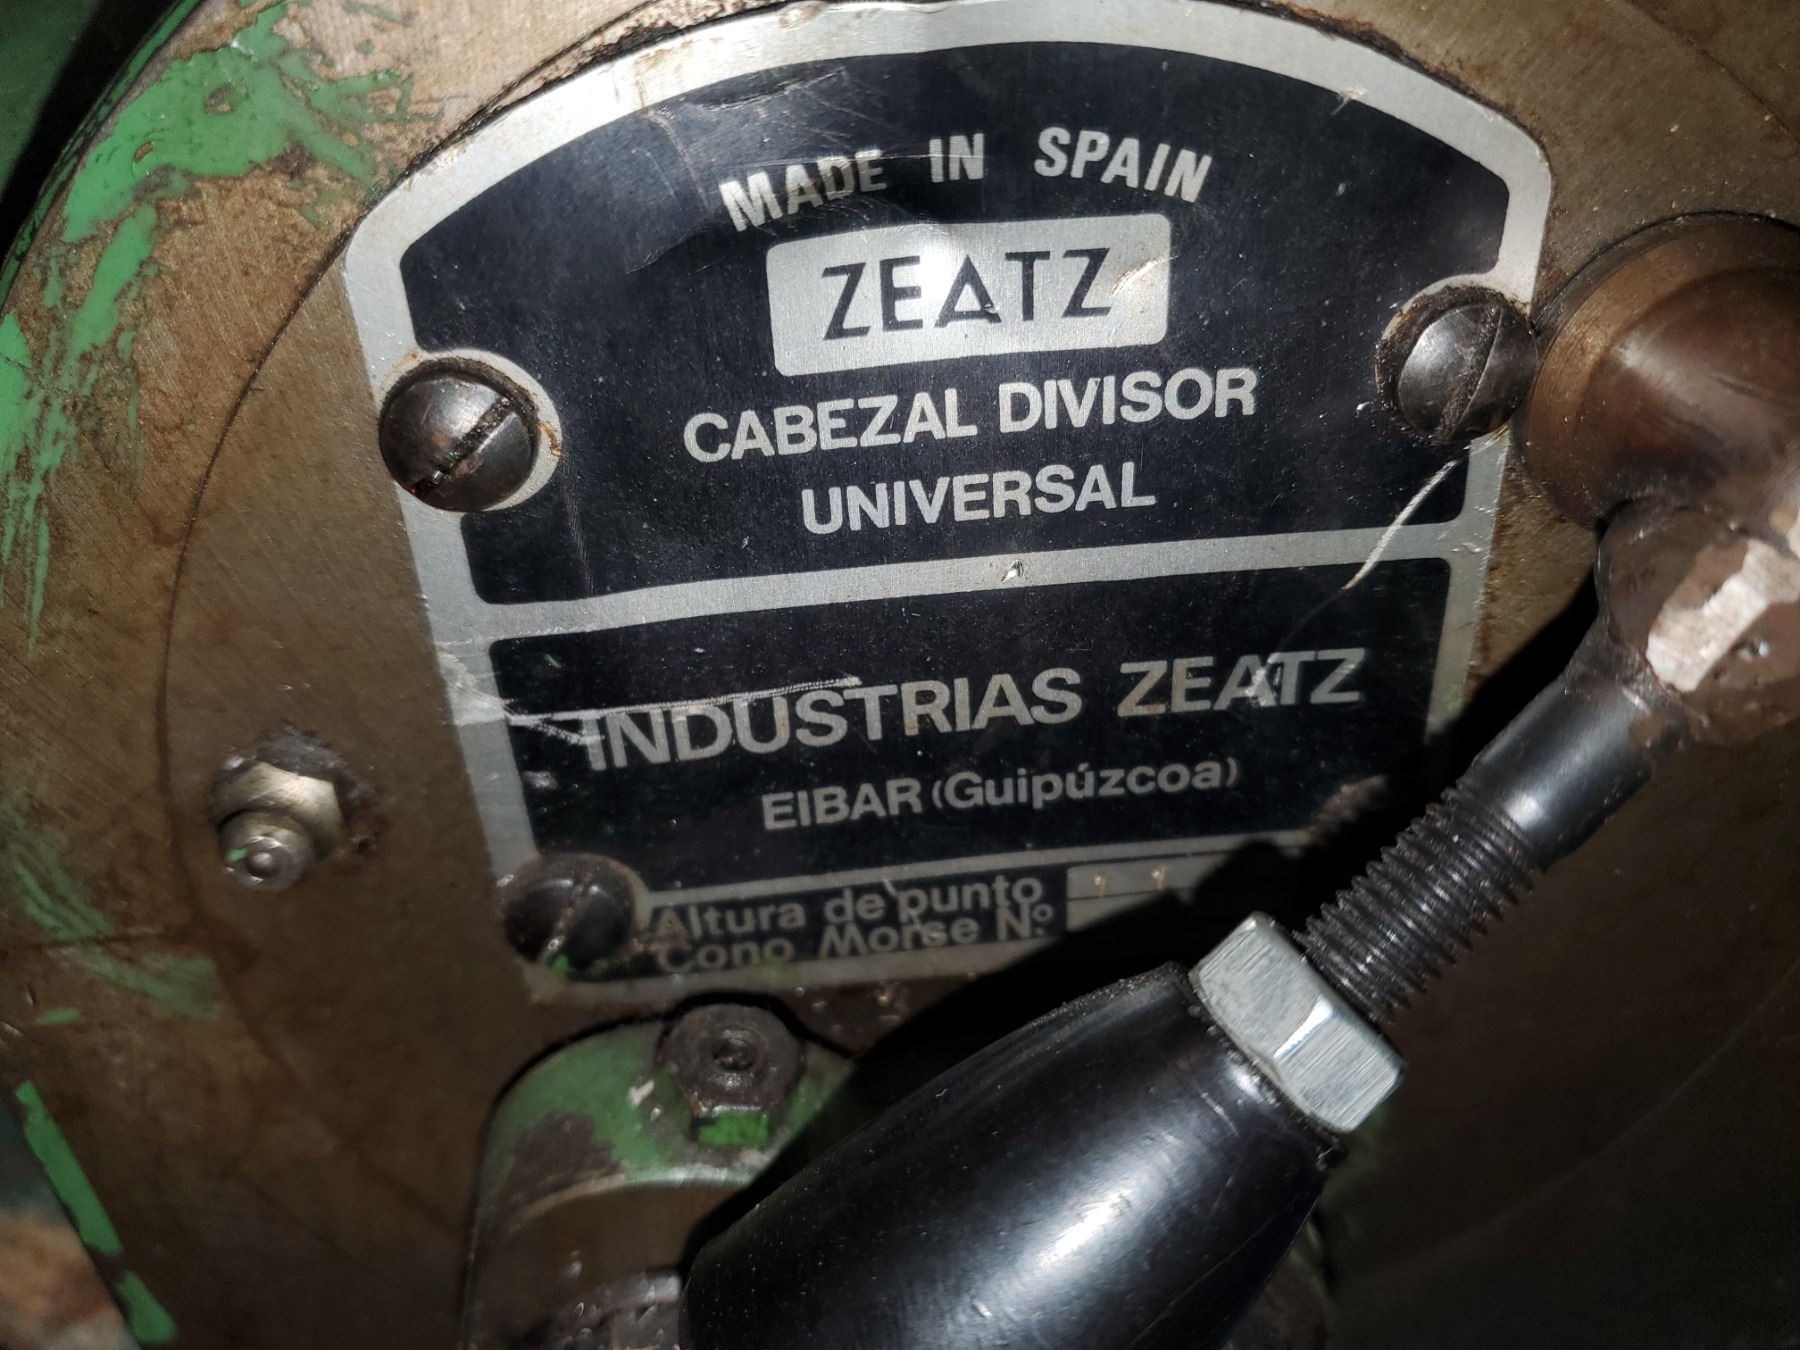 MADE IN SPAIN
ZEATZ
CABEZAL DIVISOR
UNIVERSAL
INDUSTRIAS ZEATZ
EIBAR (Guipúzcoa)
Altura de punto
Cono Morse Nº